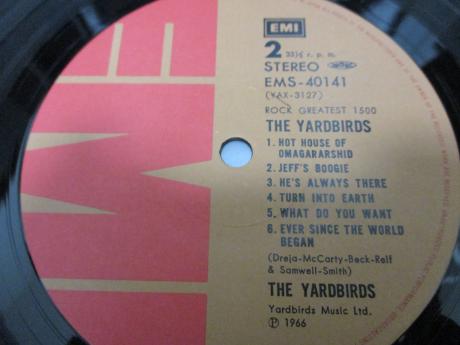 EMI
EMI
2 33⅓ r. p. m.
STEREO
EMS-40141
(YAX-3127)
ROCK GREATEST 1500
THE YARDBIRDS
1. HOT HOUSE OF
OMAGARARSHID
2. JEFF'S BOOGIE
3. HE'S ALWAYS THERE
4. TURN INTO EARTH
5. WHAT DO YOU WANT
6. EVER SINCE THE WORLD
BEGAN
(Dreja-McCarty-Beck-Relf
& Samwell-Smith)
THE YARDBIRDS
Yardbirds Music Ltd.
Ⓟ 1966